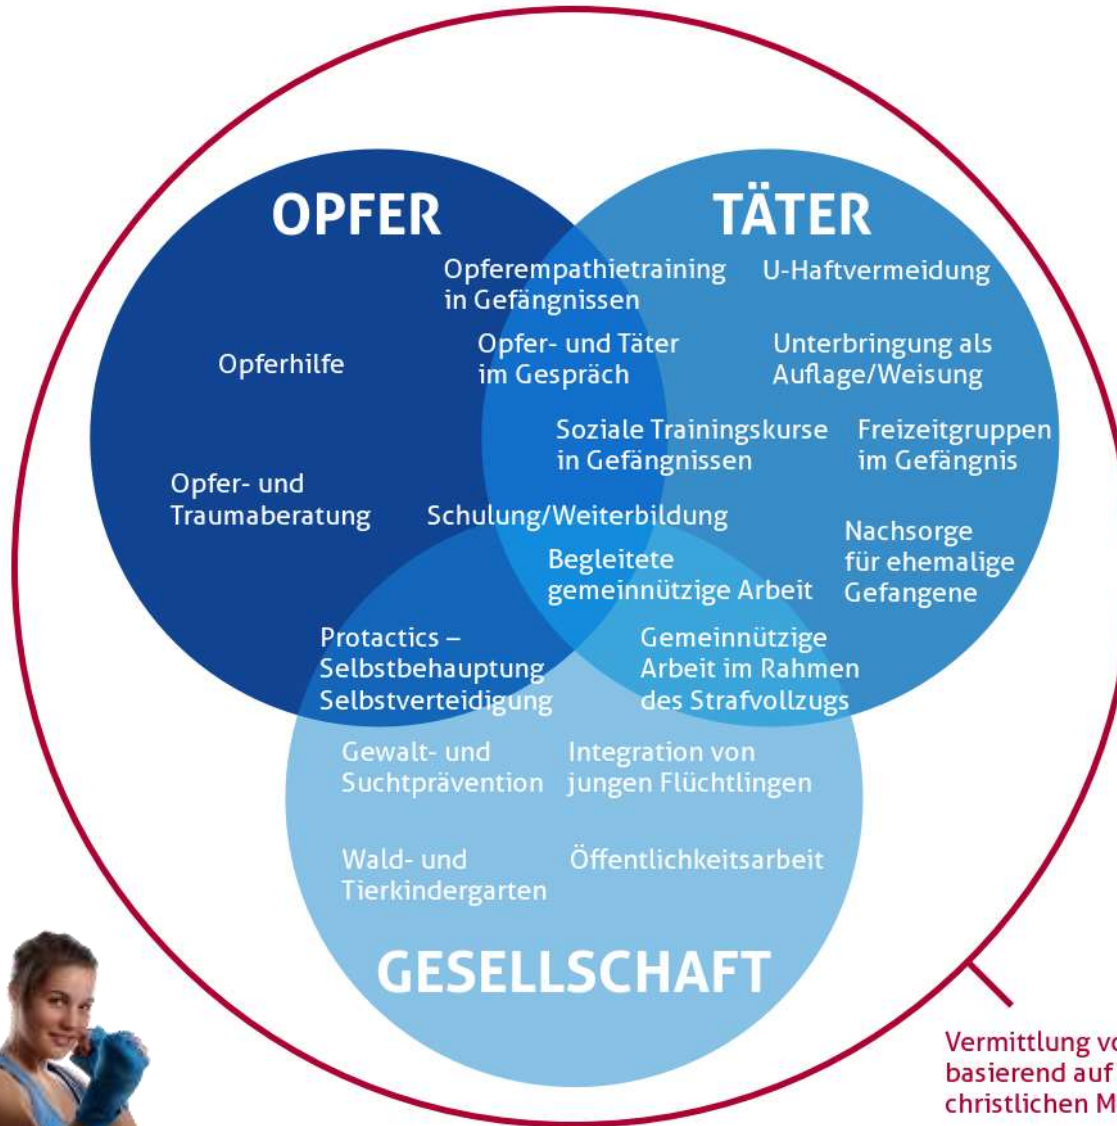 OPFER
TÄTER
Opferempathietraining
in Gefängnissen
U-Haftvermeidung
Opferhilfe
Opfer- und Täter
im Gespräch
Unterbringung als
Auflage/Weisung
Soziale Trainingskurse
in Gefängnissen
Freizeitgruppen
im Gefängnis
Opfer- und
Traumaberatung
Schulung/Weiterbildung
Begleitete
gemeinnützige Arbeit
Nachsorge
für ehemalige
Gefangene
Protactics –
Selbstbehauptung
Selbstverteidigung
Gemeinnützige
Arbeit im Rahmen
des Strafvollzugs
Gewalt- und
Suchtprävention
Integration von
jungen Flüchtlingen
Wald- und
Tierkindergarten
Öffentlichkeitsarbeit
GESELLSCHAFT
Vermittlung
basierend auf
christlichen